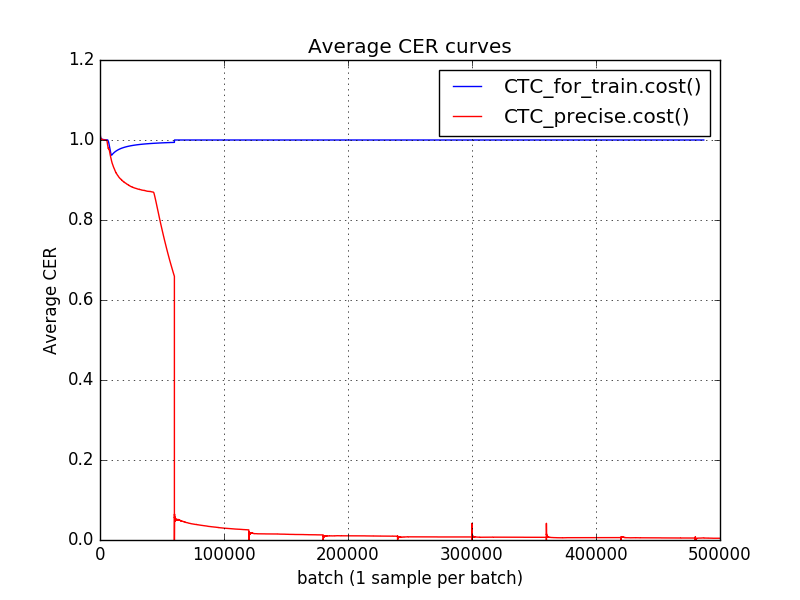 Average CER curves
1.2
1.0
0.8
0.6
0.4
0.2
0.0
Average CER
CTC_for_train.cost()
CTC_precise.cost()
0 100000 200000 300000 400000 500000
batch (1 sample per batch)